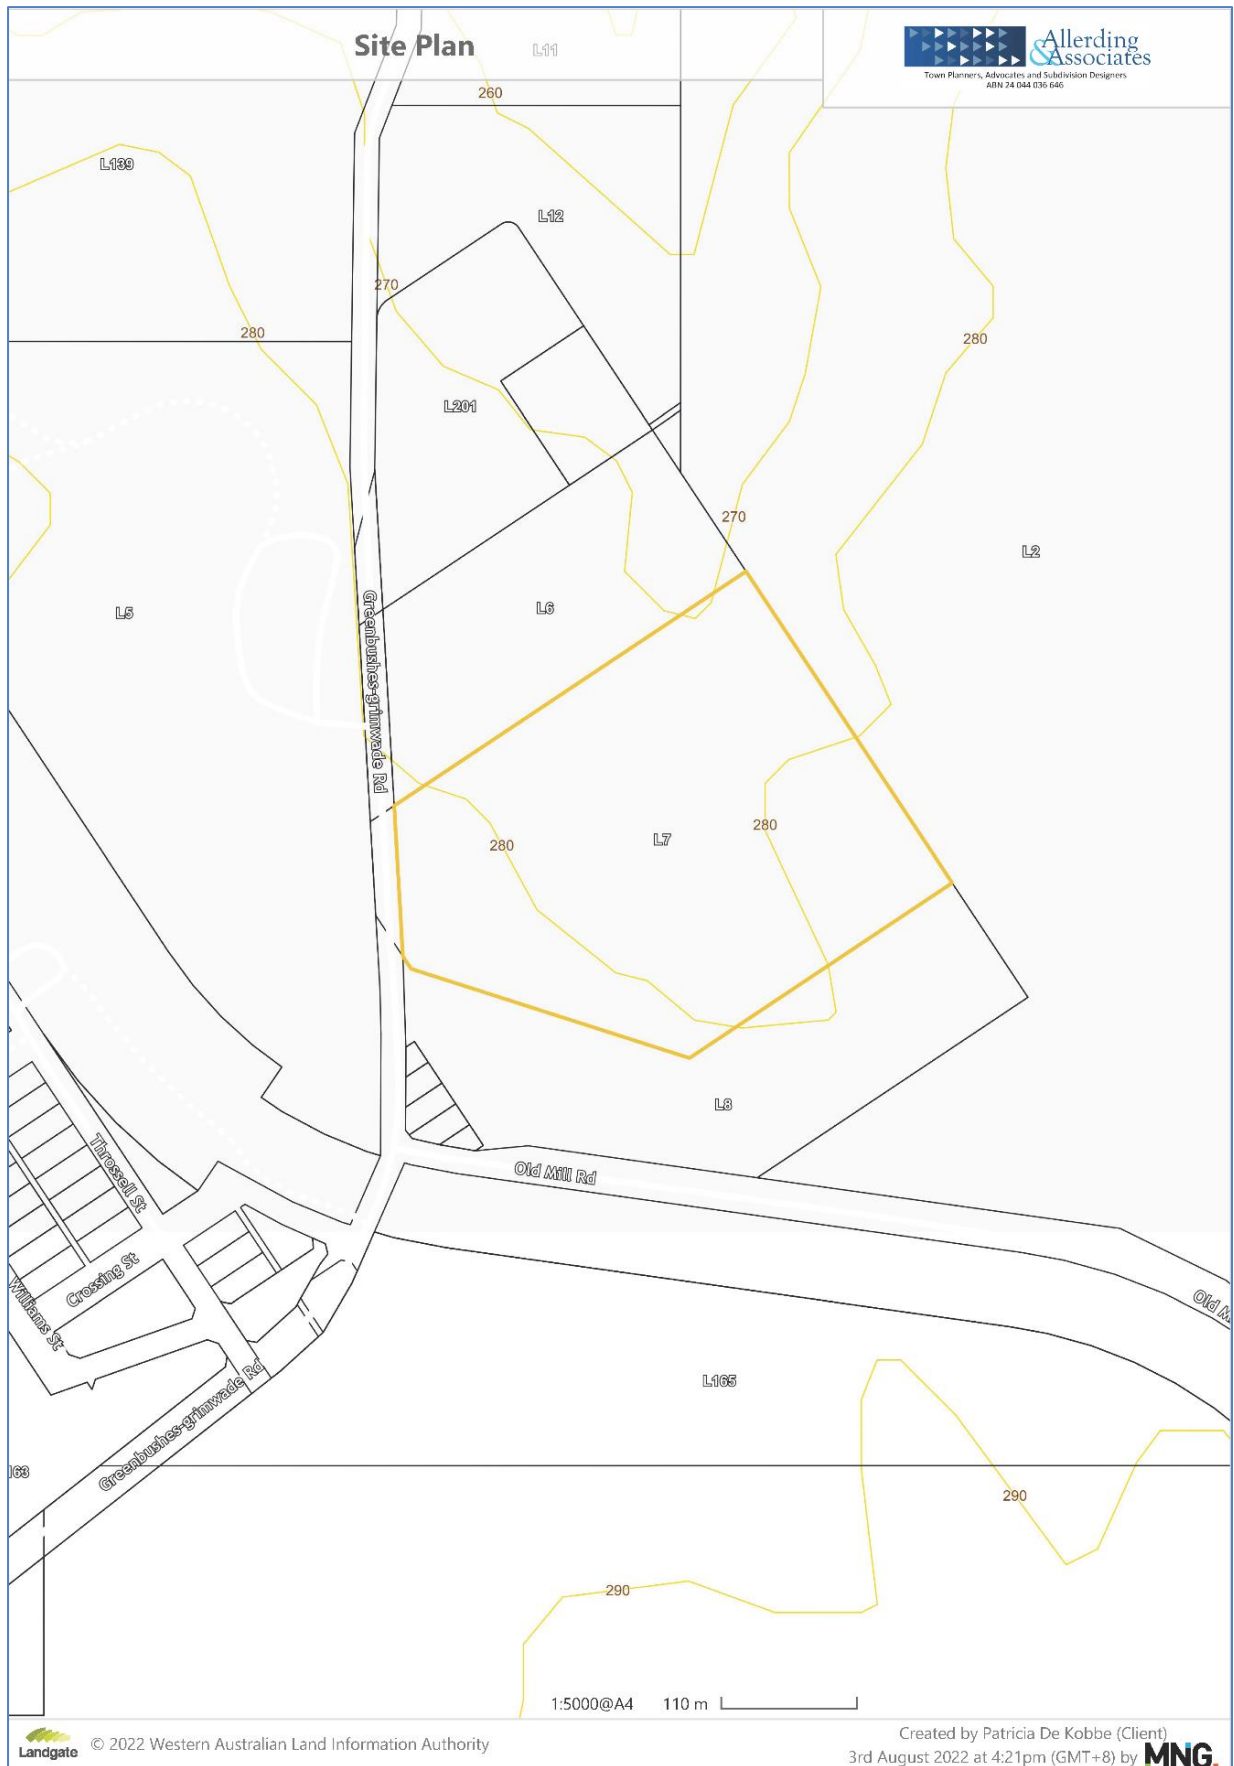 Site Plan
L11
Allerding
&Associates
Town Planners, Advocates and Subdivision Designers
ABN 24 044 036 646
260
L139
L12
270
280
280
L201
270
L2
L5
L6
Greenbushes-grimwade Rd
280
L7
280
L8
Throssell St
Old Mill Rd
Crossing St
Williams St
Old M
L165
Greenbushes-grimwade Rd
163
290
290
1:5000@A4 110 m
Landgate © 2022 Western Australian Land Information Authority
Created by Patricia De Kobbe (Client)
3rd August 2022 at 4:21pm (GMT+8) by MNG.